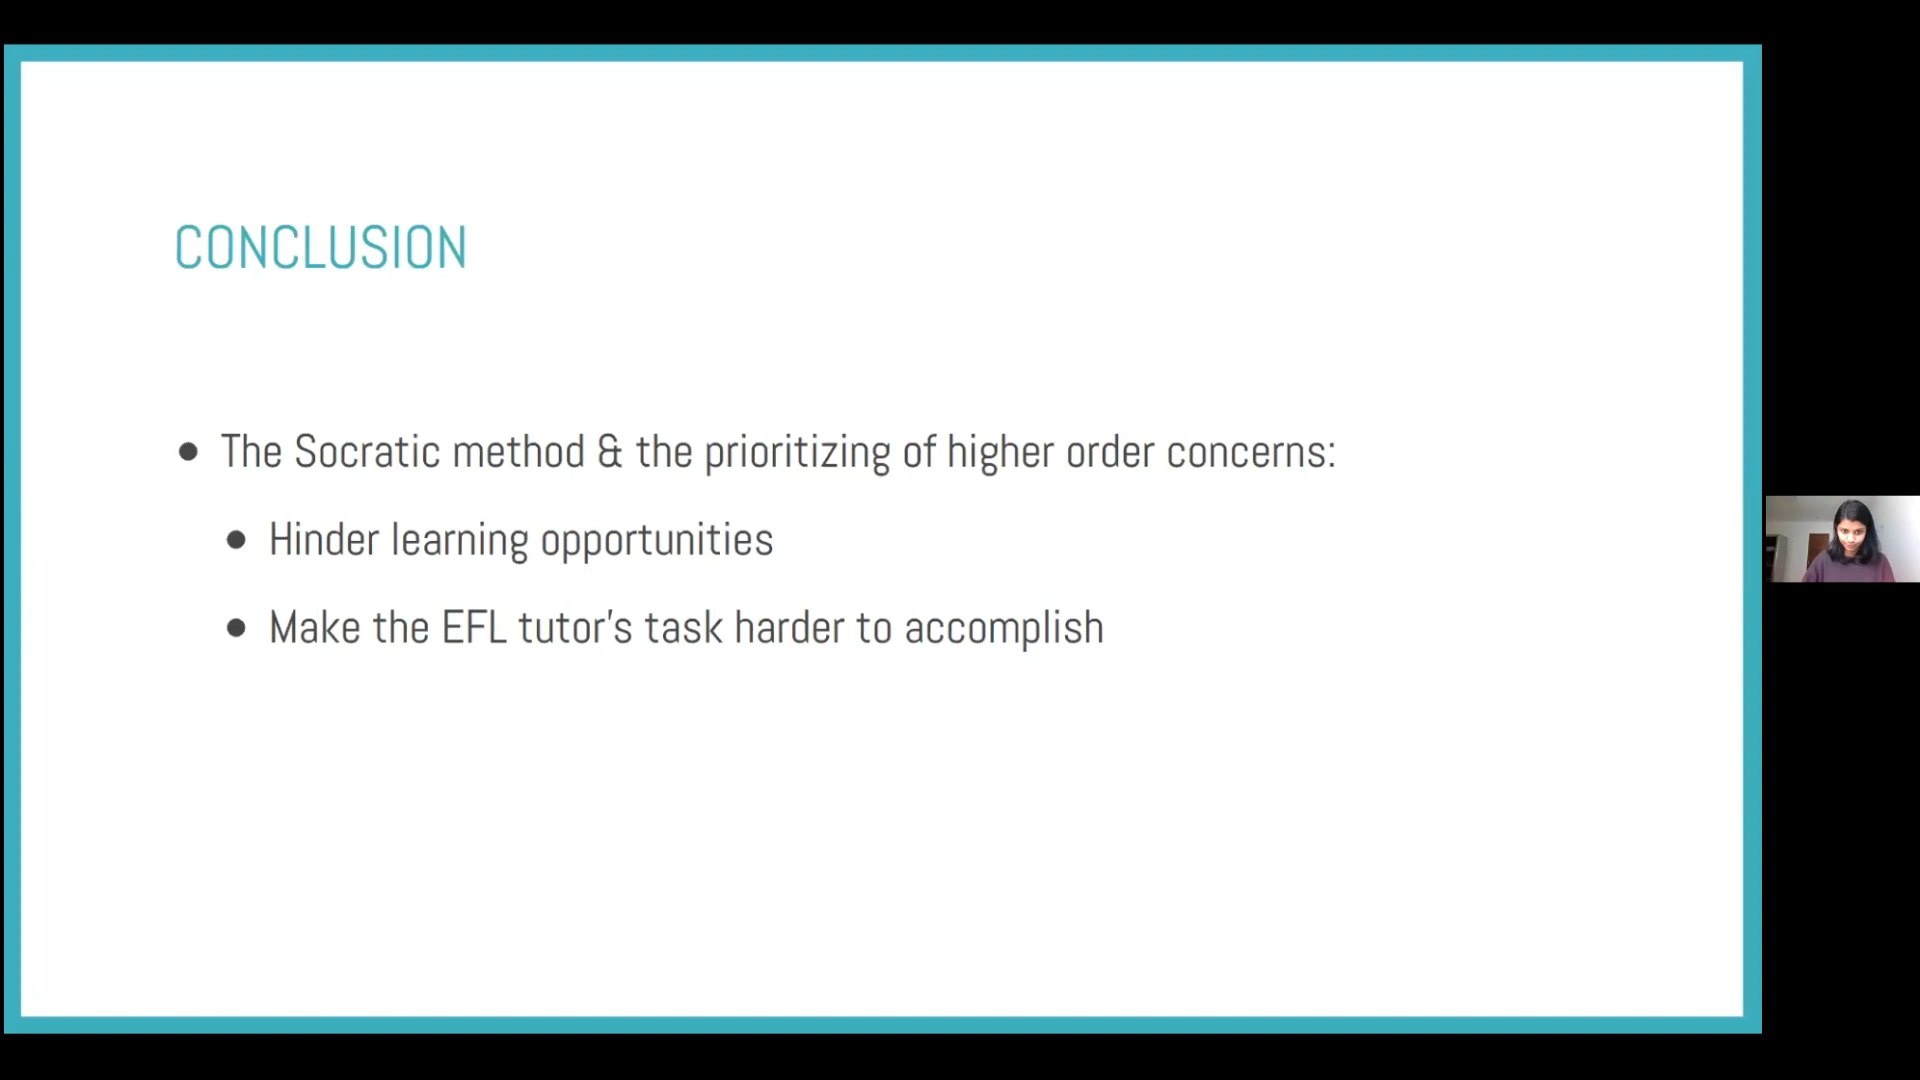 CONCLUSION
● The Socratic method & the prioritizing of higher order concerns:
● Hinder learning opportunities
● Make the EFL tutor's task harder to accomplish